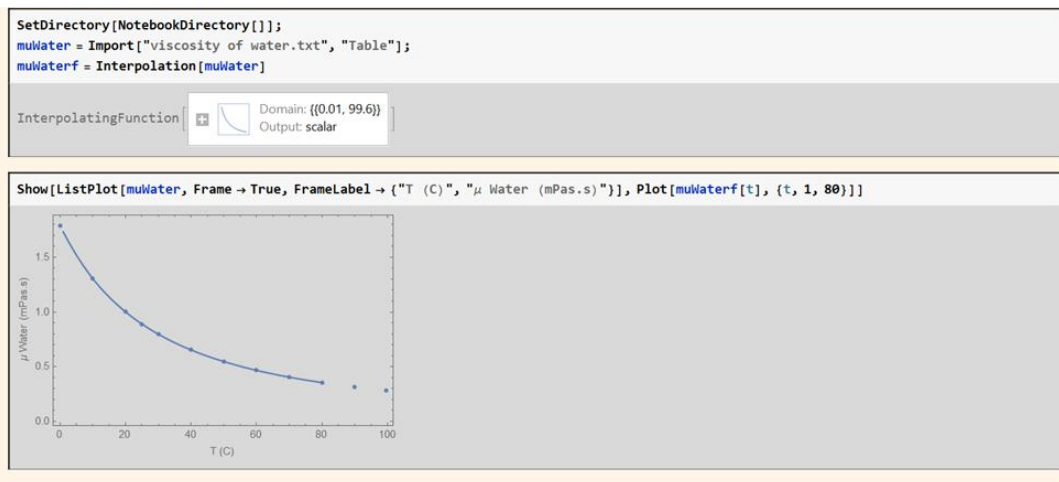 SetDirectory[NotebookDirectory[]];
muWater = Import["viscosity of water.txt", "Table"];
muWaterf = Interpolation[muWater]
InterpolatingFunction[ Domain: {{0.01, 99.6}} ]
Output: scalar
Show[ListPlot[muWater, Frame → True, FrameLabel → {"T (C)", "μ Water (mPas.s)"}], Plot[muWaterf[t], {t, 1, 80}]]
μ Water (mPas.s)
1.5
1.0
0.5
0.0
0 20 40 60 80 100
T (C)